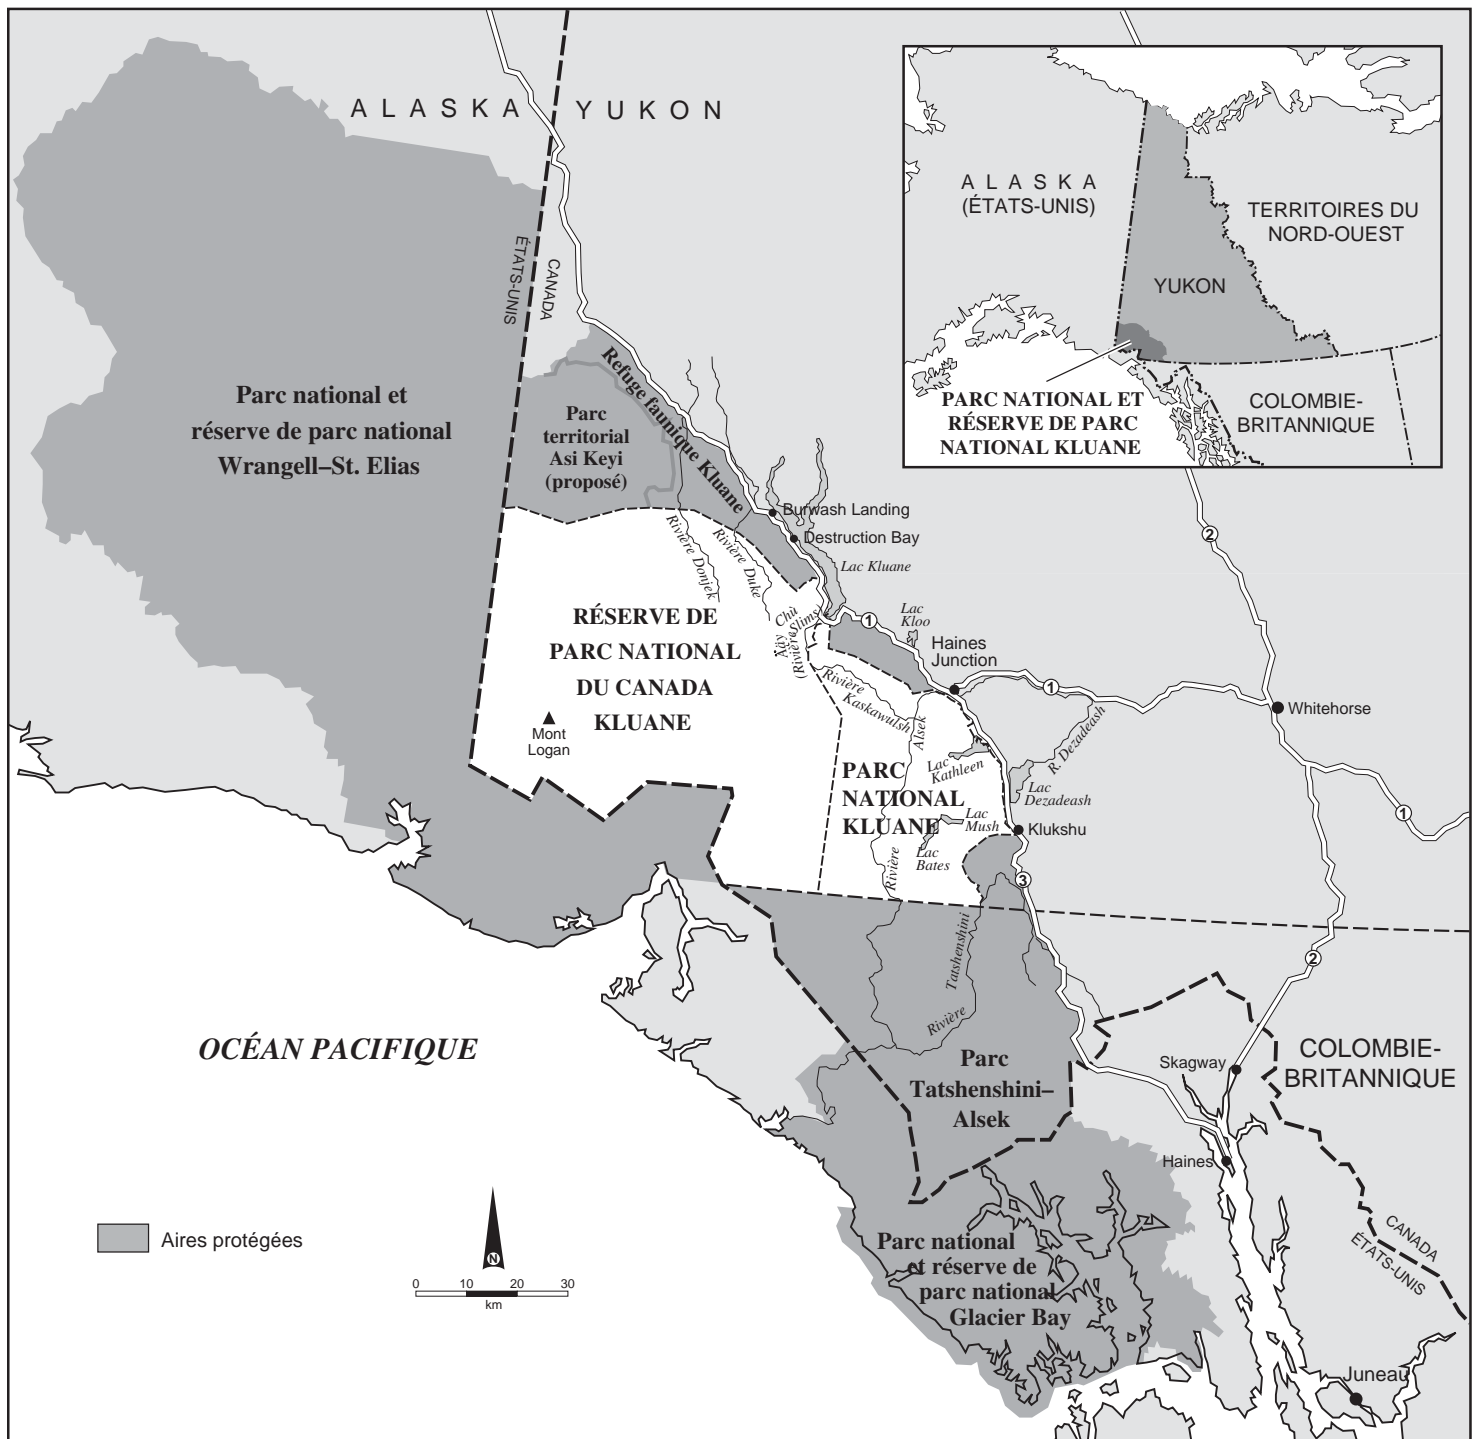 ALASKA
YUKON
ÉTATS-UNIS
CANADA
ALASKA
(ÉTATS-UNIS)
TERRITOIRES DU
NORD-OUEST
YUKON
PARC NATIONAL ET
RÉSERVE DE PARC
NATIONAL KLUANE
COLOMBIE-
BRITANNIQUE
Parc national et
réserve de parc national
Wrangell–St. Elias
Parc
territorial
Asi Keyi
(proposé)
Refuge faunique Kluane
Burwash Landing
Destruction Bay
Lac Kluane
Rivière Donjek
Rivière Duke
Ääy Chù
(Rivière Slims)
RÉSERVE DE
PARC NATIONAL
DU CANADA
KLUANE
Mont
Logan
1
Lac
Kloo
Haines
Junction
1
2
Whitehorse
Rivière
Kaskawulsh
Alsek
Rivière
Lac
Kathleen
R. Dezadeash
Lac
Dezadeash
PARC
NATIONAL
KLUANE
Lac
Mush
Lac
Bates
Klukshu
1
3
2
Tatshenshini
Rivière
OCÉAN PACIFIQUE
Parc
Tatshenshini–
Alsek
Skagway
Haines
COLOMBIE-
BRITANNIQUE
CANADA
ÉTATS-UNIS
Parc national
et réserve de
parc national
Glacier Bay
Juneau
Aires protégées
N
0 10 20 30
km